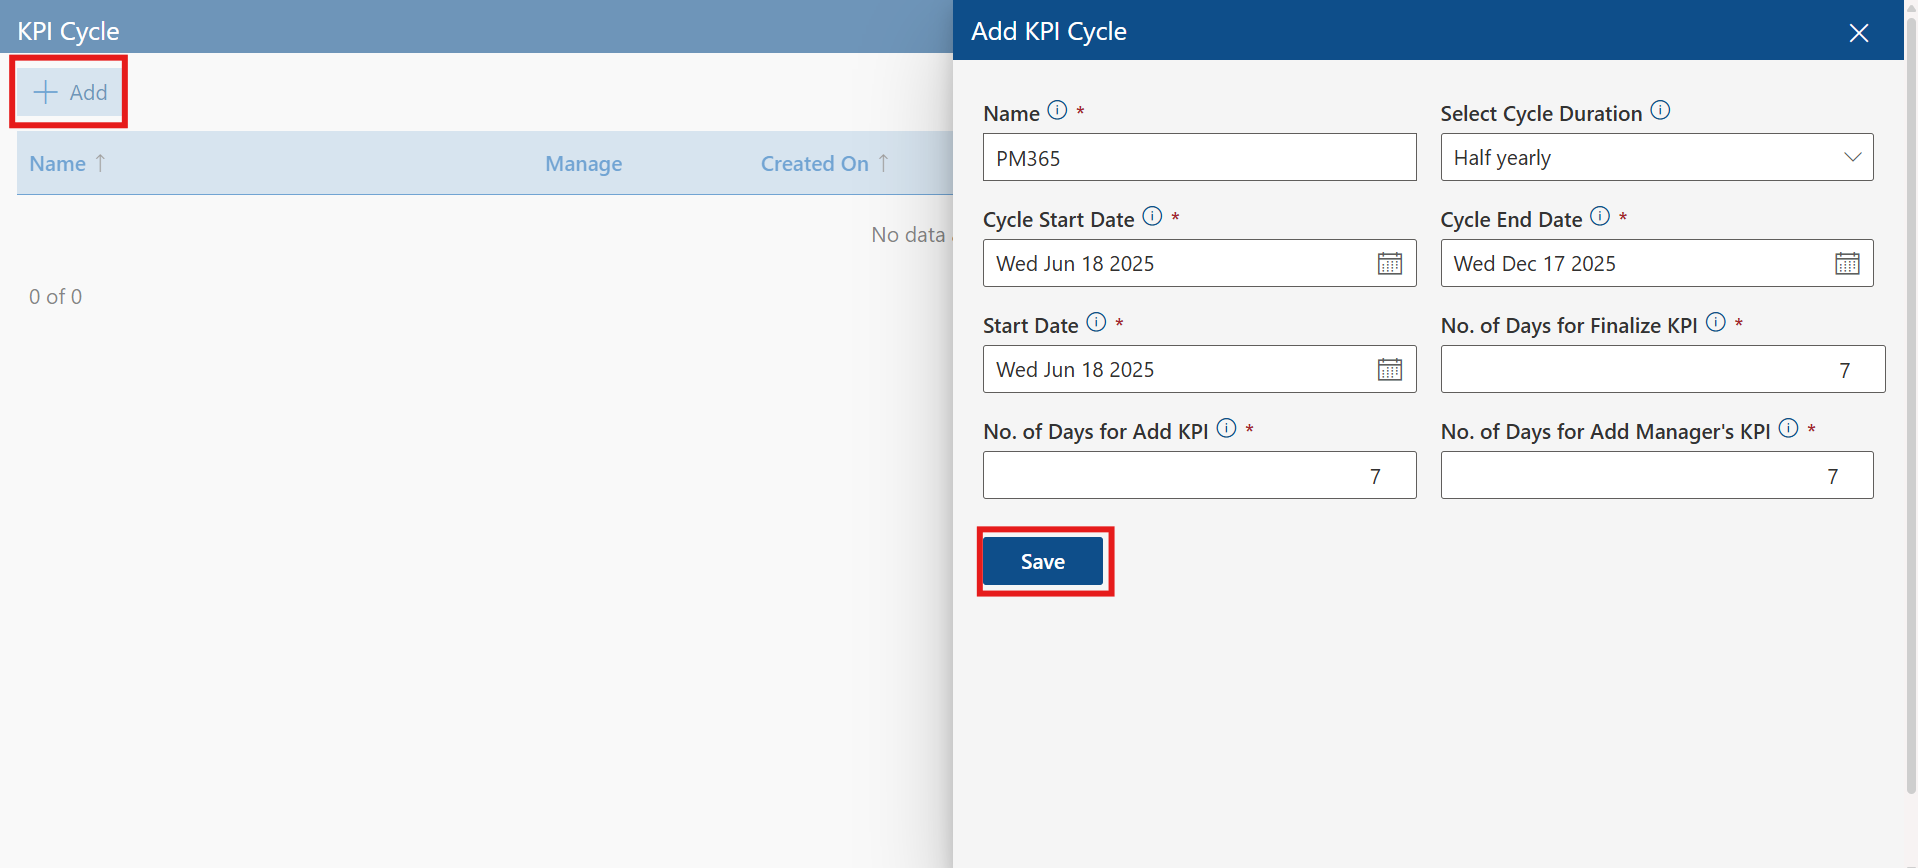 KPI Cycle
Add
Name ↑ Manage Created On ↑
No data
0 of 0
Add KPI Cycle
Name *
PM365
Select Cycle Duration
Half yearly
Cycle Start Date *
Wed Jun 18 2025
Cycle End Date *
Wed Dec 17 2025
Start Date *
Wed Jun 18 2025
No. of Days for Finalize KPI *
7
No. of Days for Add KPI *
7
No. of Days for Add Manager's KPI *
7
Save